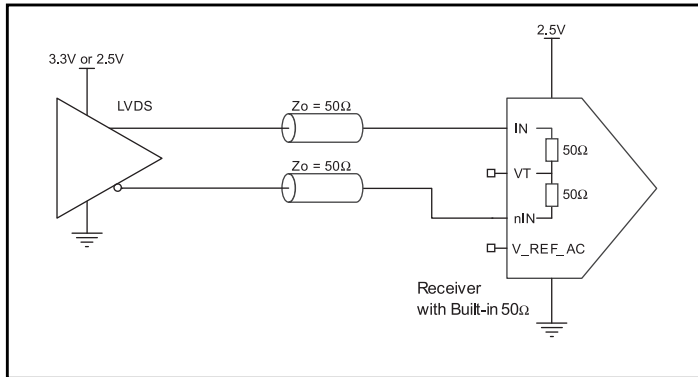 3.3V or 2.5V
2.5V
LVDS
Zo = 50Ω
IN
50Ω
VT
Zo = 50Ω
50Ω
nIN
V_REF_AC
Receiver
with Built-in 50Ω